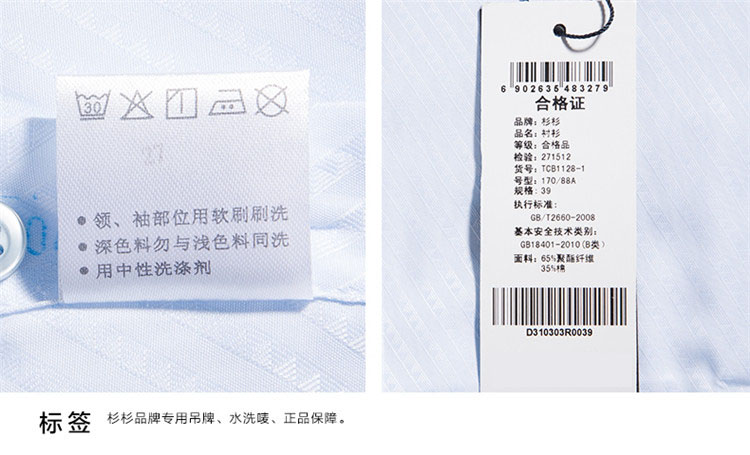 30
27
● 领、袖部位用软刷刷洗
● 深色料勿与浅色料同洗
● 用中性洗涤剂
6 902635 483279
合格证
品牌：杉杉
品名：衬衫
等级：合格品
检验：271512
货号：TCB1128-1
号型：170/88A
规格：39
执行标准：
GB/T2660-2008
基本安全技术类别：
GB18401-2010(B类)
面料：65%聚酯纤维
35%棉
D310303R0039
标签 杉杉品牌专用吊牌、水洗唛、正品保障。